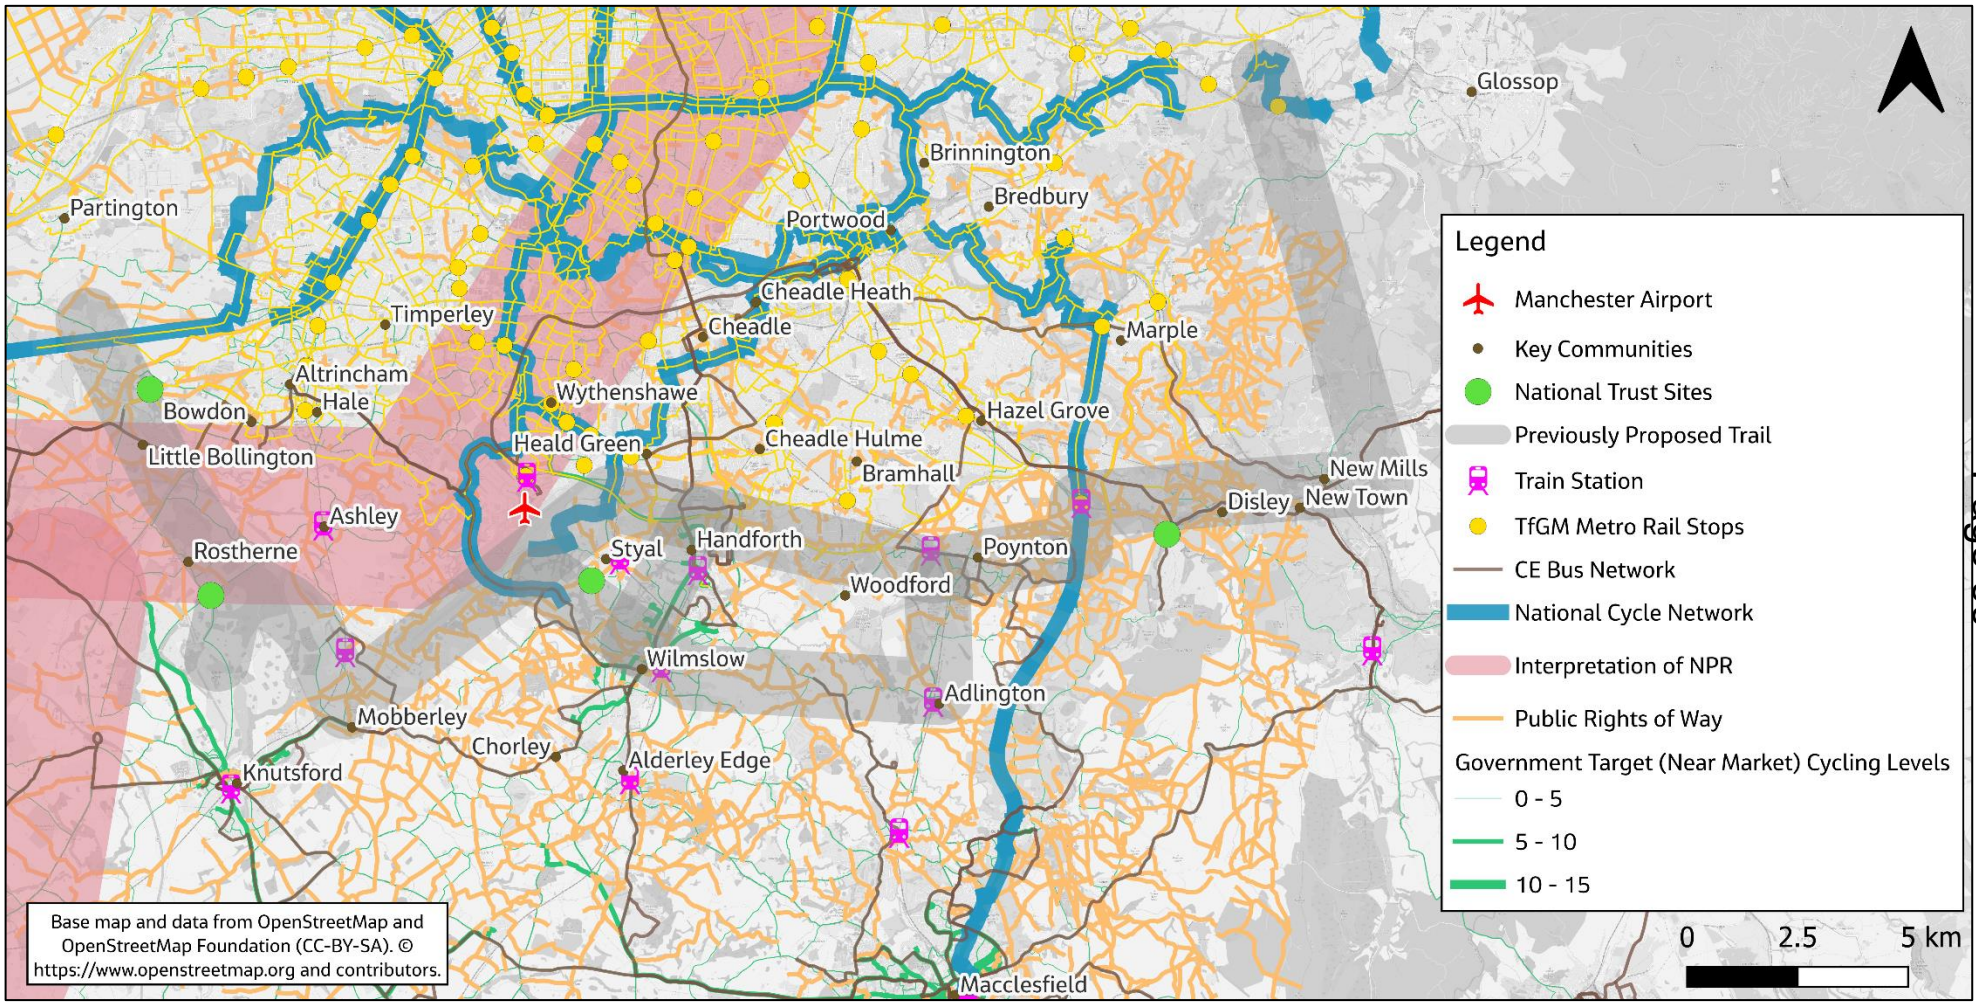 Glossop
Brinnington
Bredbury
Partington
Portwood
Cheadle Heath
Timperley
Cheadle
Marple
Altrincham
Wythenshawe
Hale
Bowdon
Hazel Grove
Heald Green
Cheadle Hulme
Little Bollington
Bramhall
New Mills
Disley
New Town
Ashley
Handforth
Styal
Poynton
Rostherne
Woodford
Wilmslow
Adlington
Mobberley
Chorley
Alderley Edge
Knutsford
Macclesfield
Legend
Manchester Airport
Key Communities
National Trust Sites
Previously Proposed Trail
Train Station
TfGM Metro Rail Stops
CE Bus Network
National Cycle Network
Interpretation of NPR
Public Rights of Way
Government Target (Near Market) Cycling Levels
0 - 5
5 - 10
10 - 15
0 2.5 5 km
Base map and data from OpenStreetMap and
OpenStreetMap Foundation (CC-BY-SA). ©
https://www.openstreetmap.org and contributors.